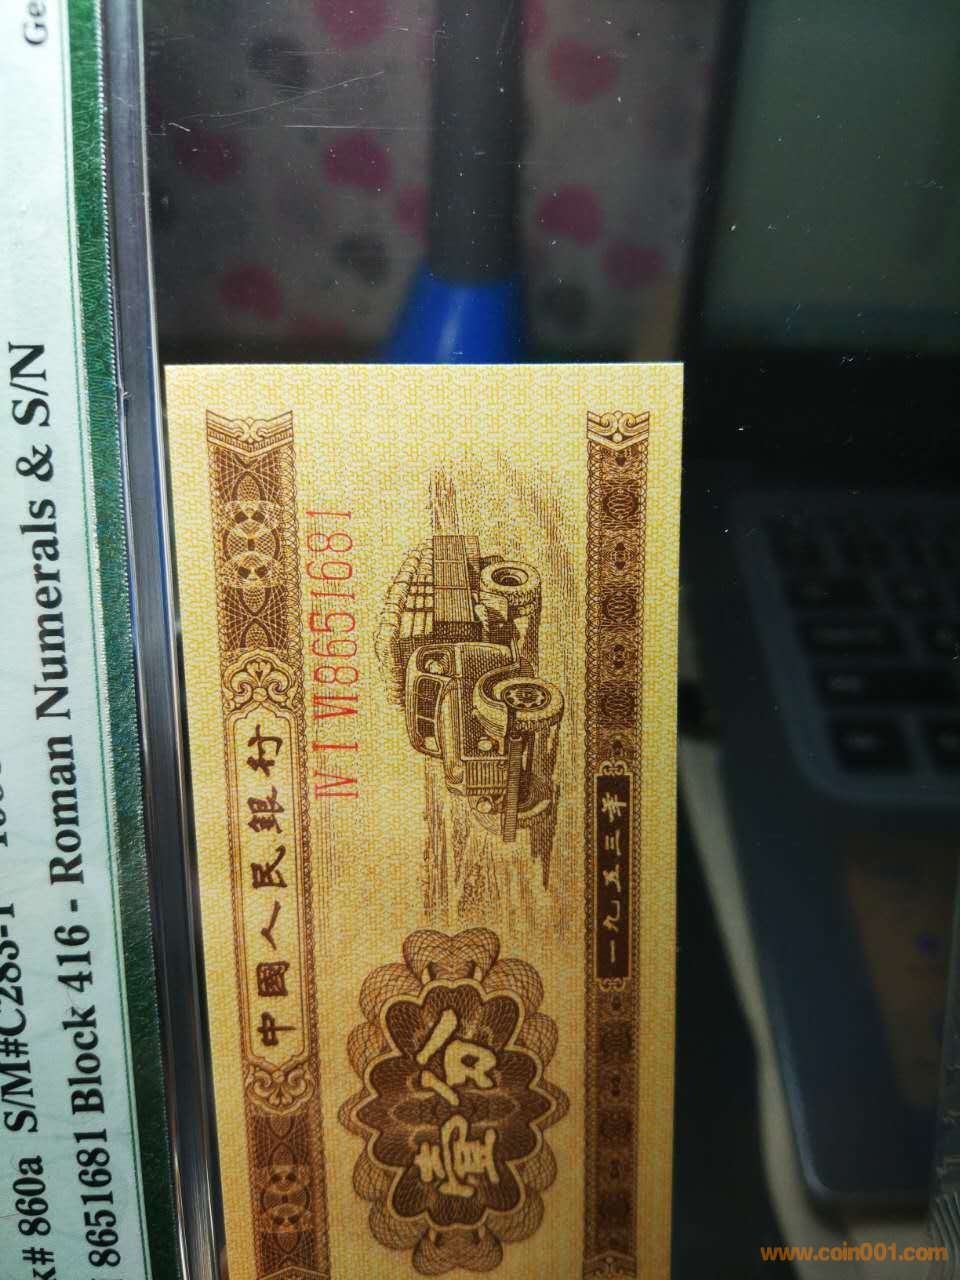 Ge
k# 860a S/M#C283-1
8651681 Block 416 - Roman Numerals & S/N
中國人民銀行
IV I VI 8651681
壹分
一九五三年
www.coin001.com